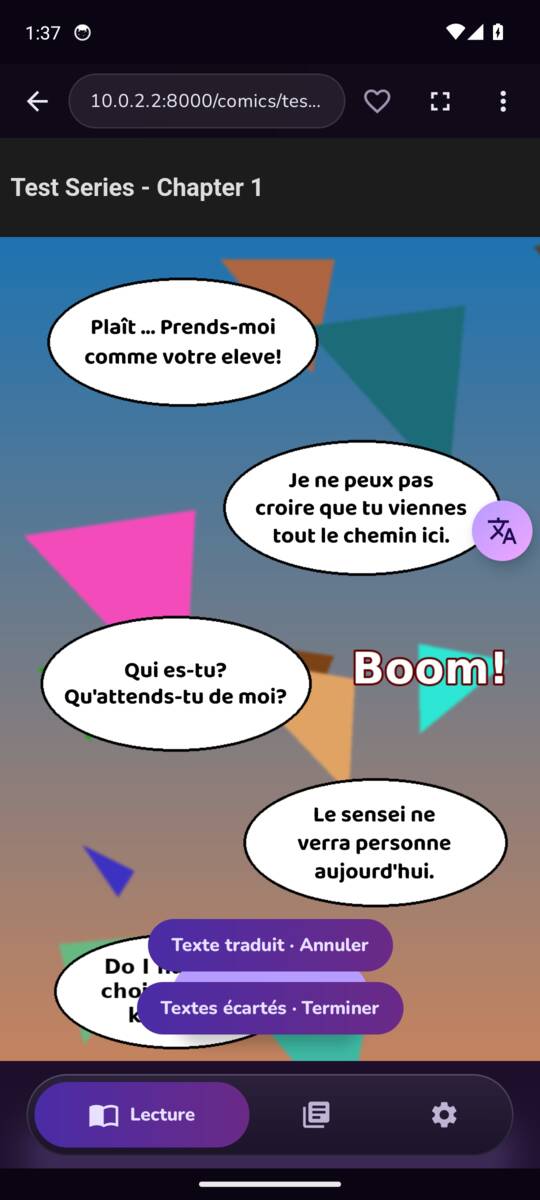 1:37
10.0.2.2:8000/comics/tes...
Test Series - Chapter 1
Plaît ... Prends-moi
comme votre eleve!
Je ne peux pas
croire que tu viennes
tout le chemin ici.
Qui es-tu?
Qu'attends-tu de moi?
Boom!
Le sensei ne
verra personne
aujourd'hui.
Texte traduit · Annuler
Do I
Textes écartés · Terminer
Lecture